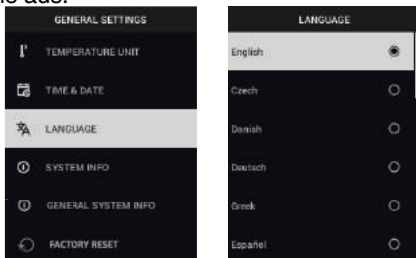 aus.
GENERAL SETTINGS
TEMPERATURE UNIT
TIME & DATE
LANGUAGE
SYSTEM INFO
GENERAL SYSTEM INFO
FACTORY RESET
LANGUAGE
English
Czech
Danish
Deutsch
Greek
Español